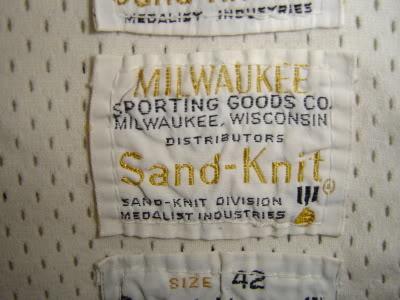 MEDALIST INDUSTRIES
MILWAUKEE
SPORTING GOODS CO.
MILWAUKEE, WISCONSIN
DISTRIBUTORS
Sand-Knit
SAND-KNIT DIVISION
MEDALIST INDUSTRIES
SIZE 42